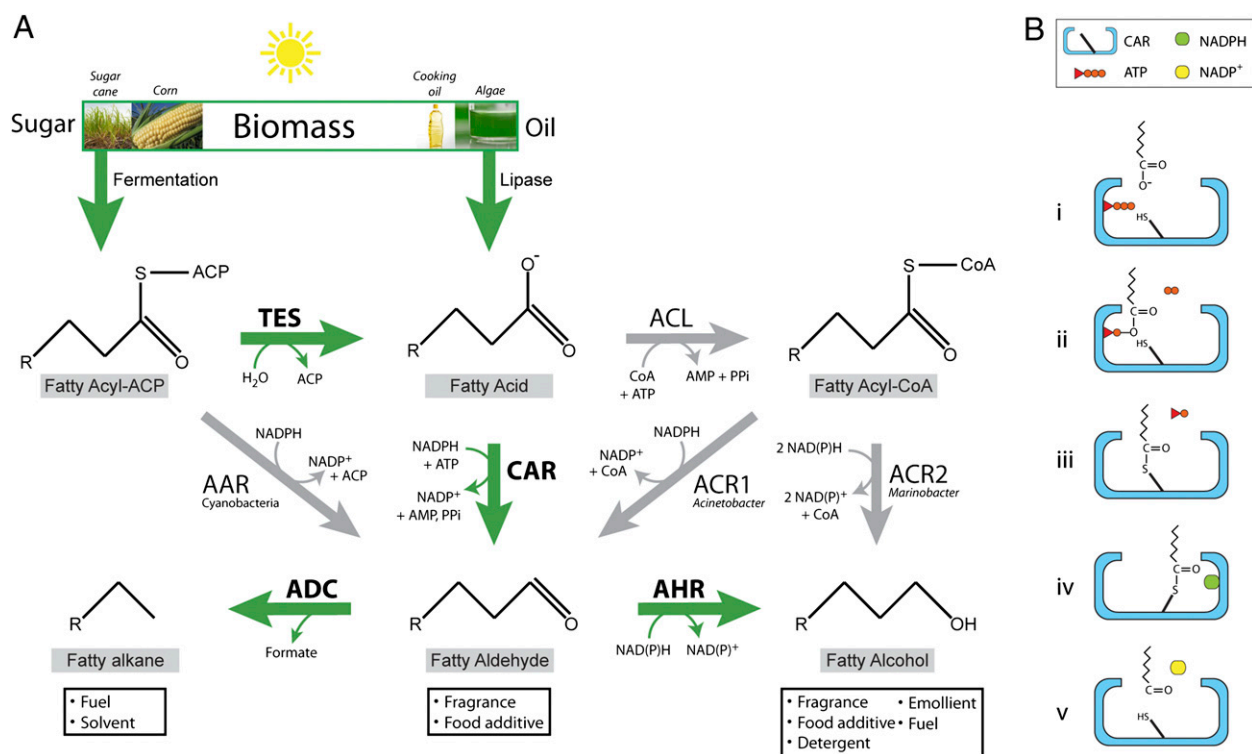 A
Sugar
cane
Corn
Cooking
oil
Algae
Sugar
Biomass
Oil
Fermentation
Lipase
S
ACP
O
R
Fatty Acyl-ACP
TES
H₂O
ACP
O⁻
O
R
Fatty Acid
ACL
CoA
+ ATP
AMP + PPi
S
CoA
O
R
Fatty Acyl-CoA
NADPH
NADP⁺
+ ACP
AAR
Cyanobacteria
NADPH
+ ATP
NADP⁺
+ AMP, PPi
CAR
NADPH
NADP⁺
+ CoA
ACR1
Acinetobacter
2 NAD(P)H
2 NAD(P)⁺
+ CoA
ACR2
Marinobacter
R
Fatty alkane
ADC
Formate
R
O
Fatty Aldehyde
AHR
NAD(P)H
NAD(P)⁺
R
OH
Fatty Alcohol
• Fuel
• Solvent
• Fragrance
• Food additive
• Fragrance
• Food additive
• Detergent
• Emollient
• Fuel
B
CAR
NADPH
ATP
NADP⁺
i
C=O
O⁻
HS
ii
C=O
O
HS
iii
C=O
S
iv
C=O
S
v
C=O
HS